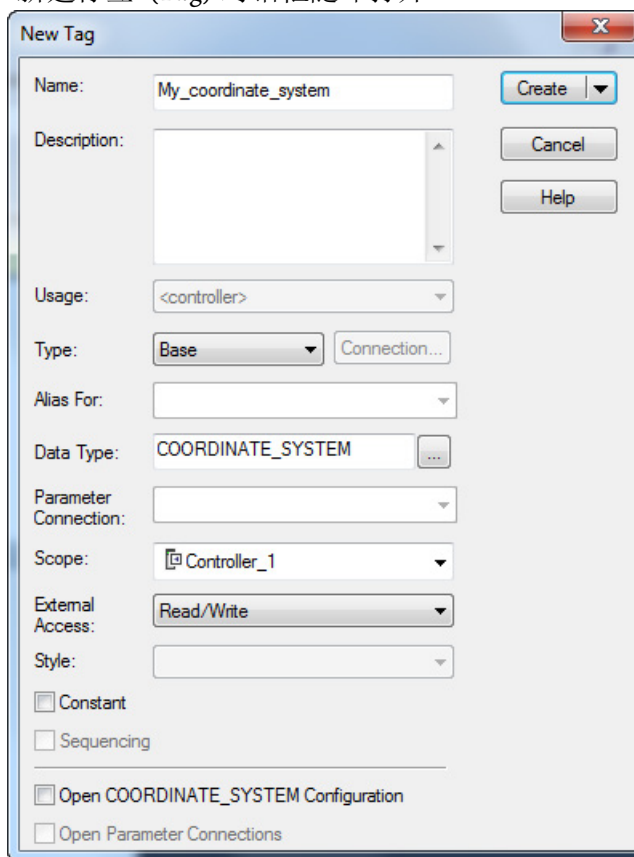 New Tag
Name:
My_coordinate_system
Create
Description:
Cancel
Help
Usage:
<controller>
Type:
Base
Connection...
Alias For:
Data Type:
COORDINATE_SYSTEM
...
Parameter
Connection:
Scope:
Controller_1
External
Access:
Read/Write
Style:
Constant
Sequencing
Open COORDINATE_SYSTEM Configuration
Open Parameter Connections